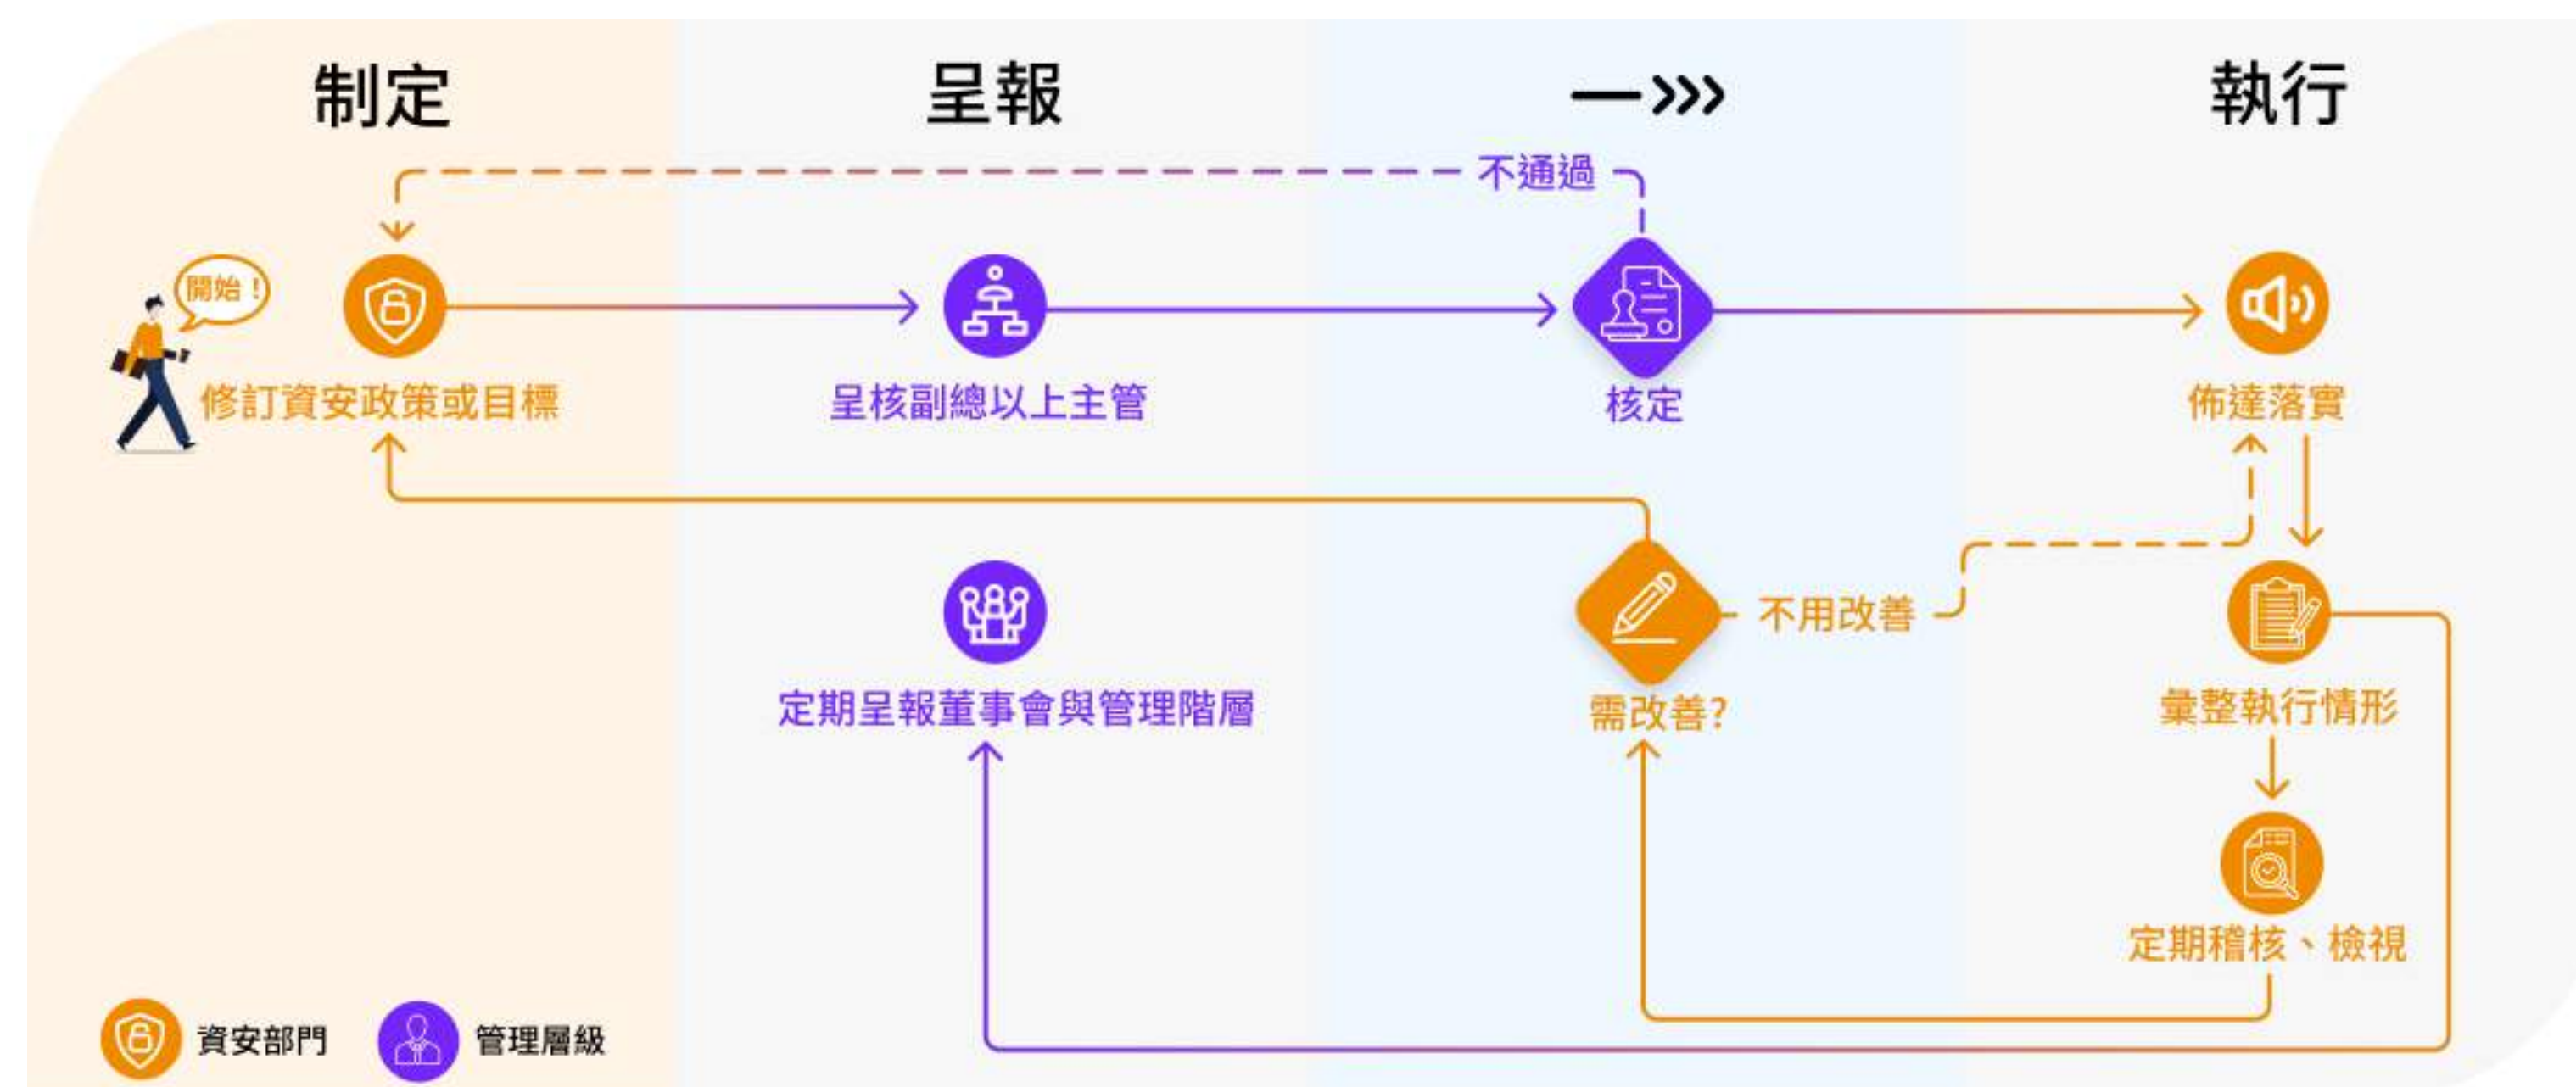 制定
呈報
執行
不通過
開始！
修訂資安政策或目標
呈核副總以上主管
核定
佈達落實
不用改善
定期呈報董事會與管理階層
需改善?
彙整執行情形
定期稽核、檢視
資安部門
管理層級